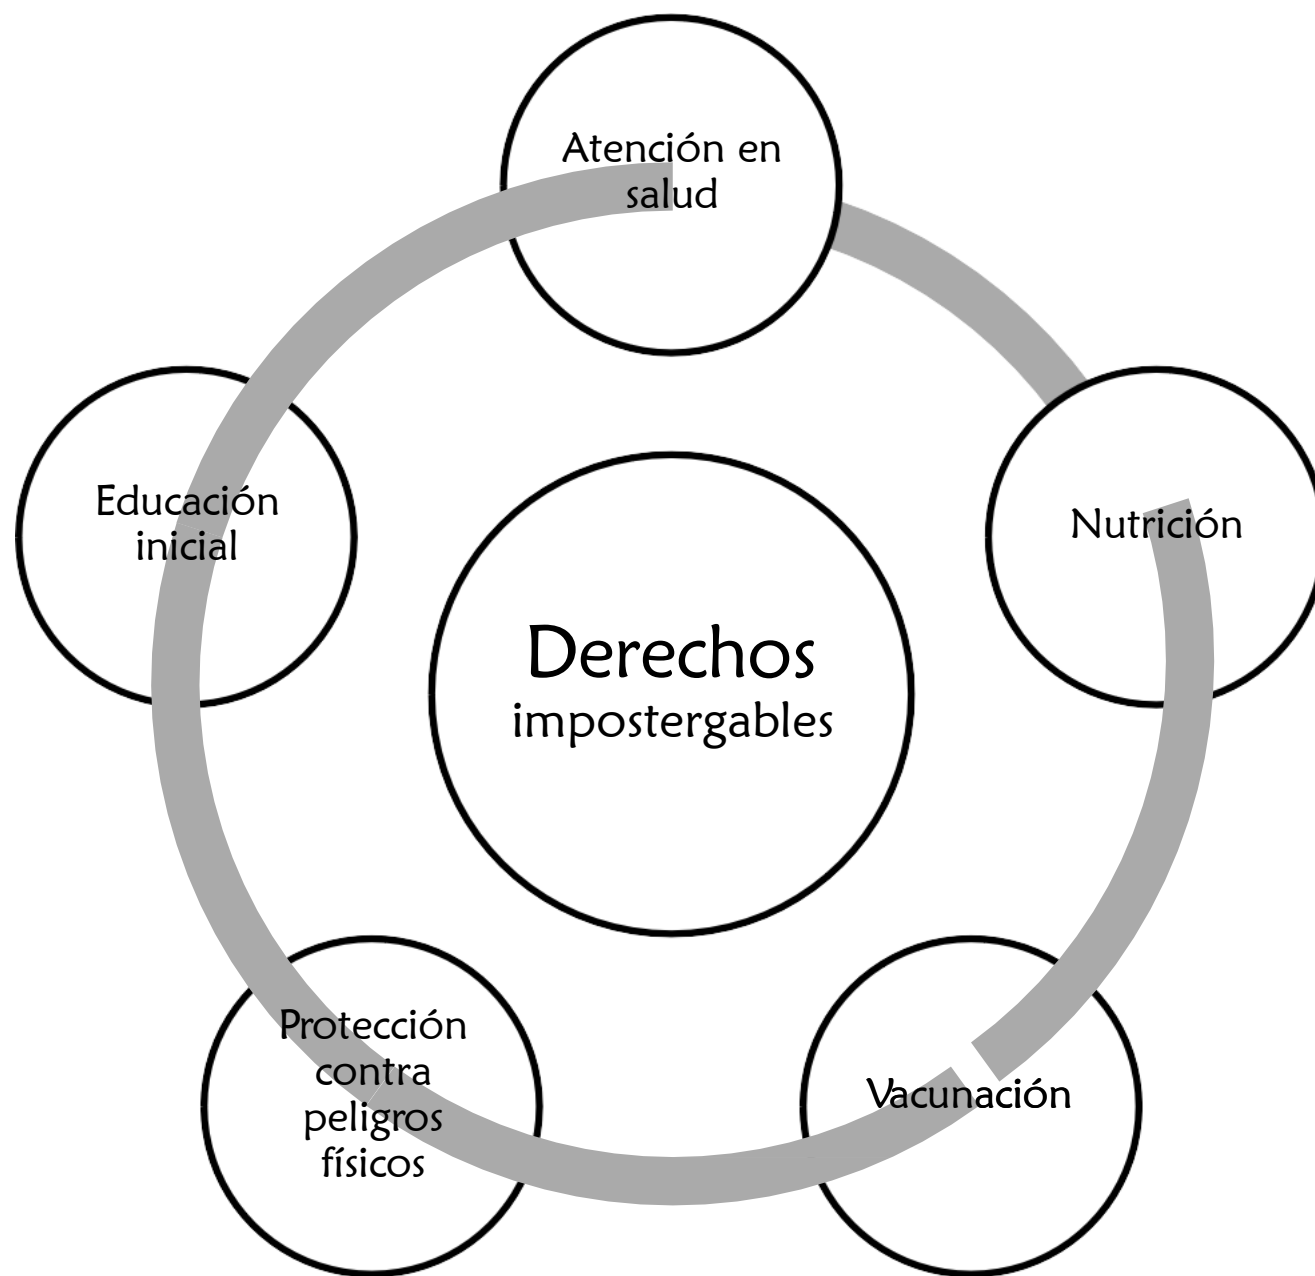 Atención en
salud
Nutrición
Vacunación
Protección
contra
peligros
físicos
Educación
inicial
Derechos
impostergables